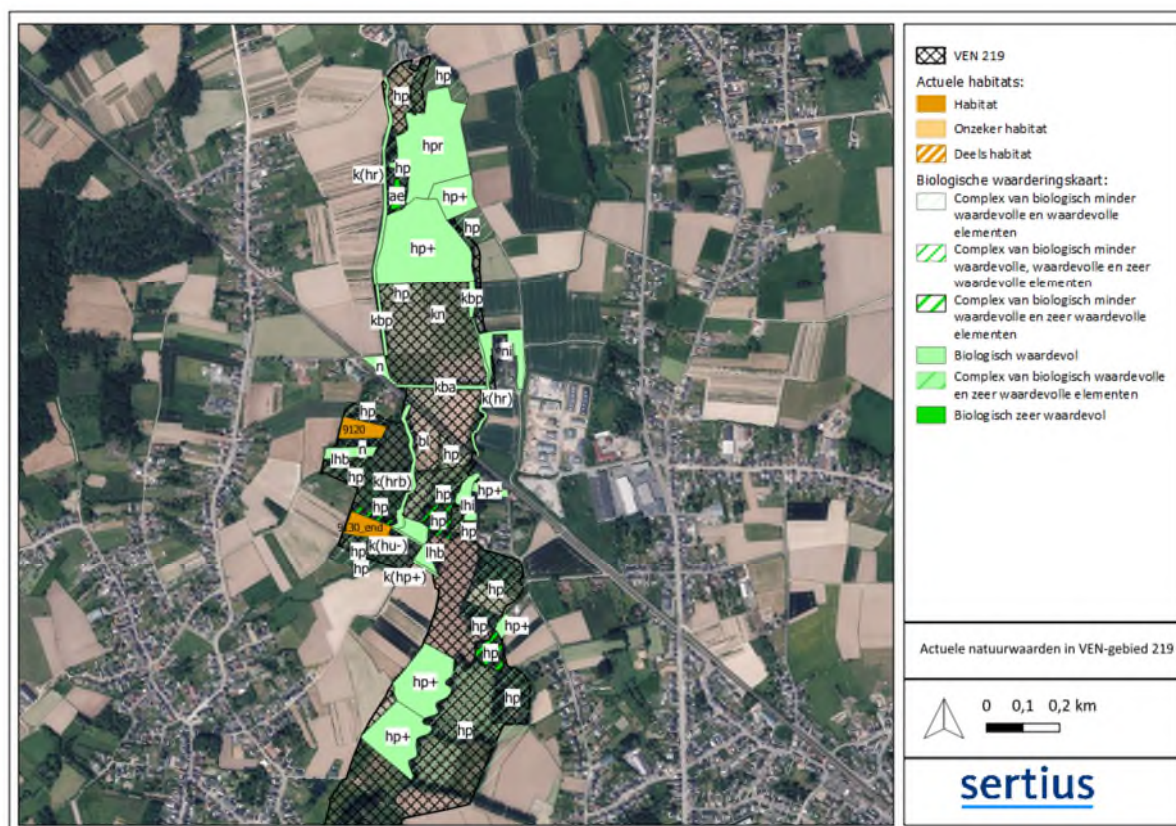 hp
hp
hpr
hp
k(hr)
ae
hp+
hp
hp+
hp
kbp
kn
kbp
ni
n
kba
k(hr)
hp
9120
n
bl
lhb
hp
hp
k(hrb)
hp+
hp
lhi
hp
hp
hp
9130_end
k(hu-)
hp
lhb
hp
k(hp+)
hp
hp
hp+
hp
hp+
hp
hp
hp+
VEN 219
Actuele habitats:
Habitat
Onzeker habitat
Deels habitat
Biologische waarderingskaart:
Complex van biologisch minder
waardevolle en waardevolle
elementen
Complex van biologisch minder
waardevolle, waardevolle en zeer
waardevolle elementen
Complex van biologisch minder
waardevolle en zeer waardevolle
elementen
Biologisch waardevol
Complex van biologisch waardevolle
en zeer waardevolle elementen
Biologisch zeer waardevol
Actuele natuurwaarden in VEN-gebied 219
0 0,1 0,2 km
sertius